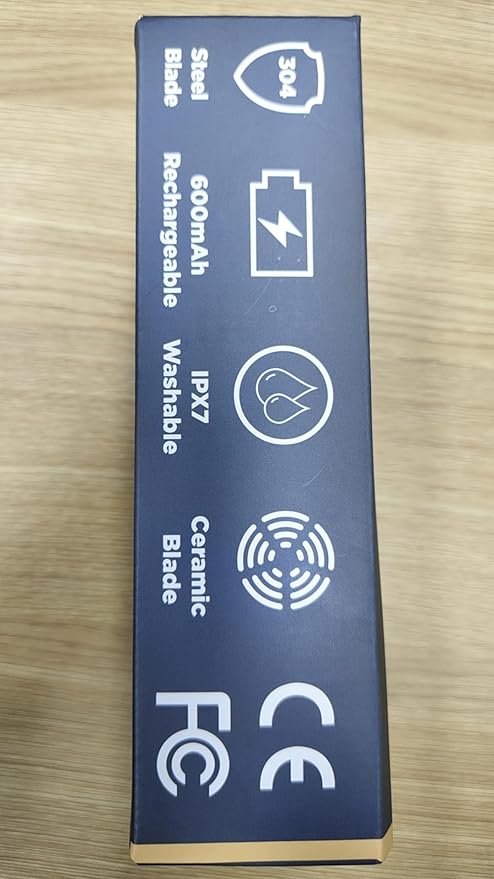 304
Steel
Blade
600mAh
Rechargeable
IPX7
Washable
Ceramic
Blade
CE
FC